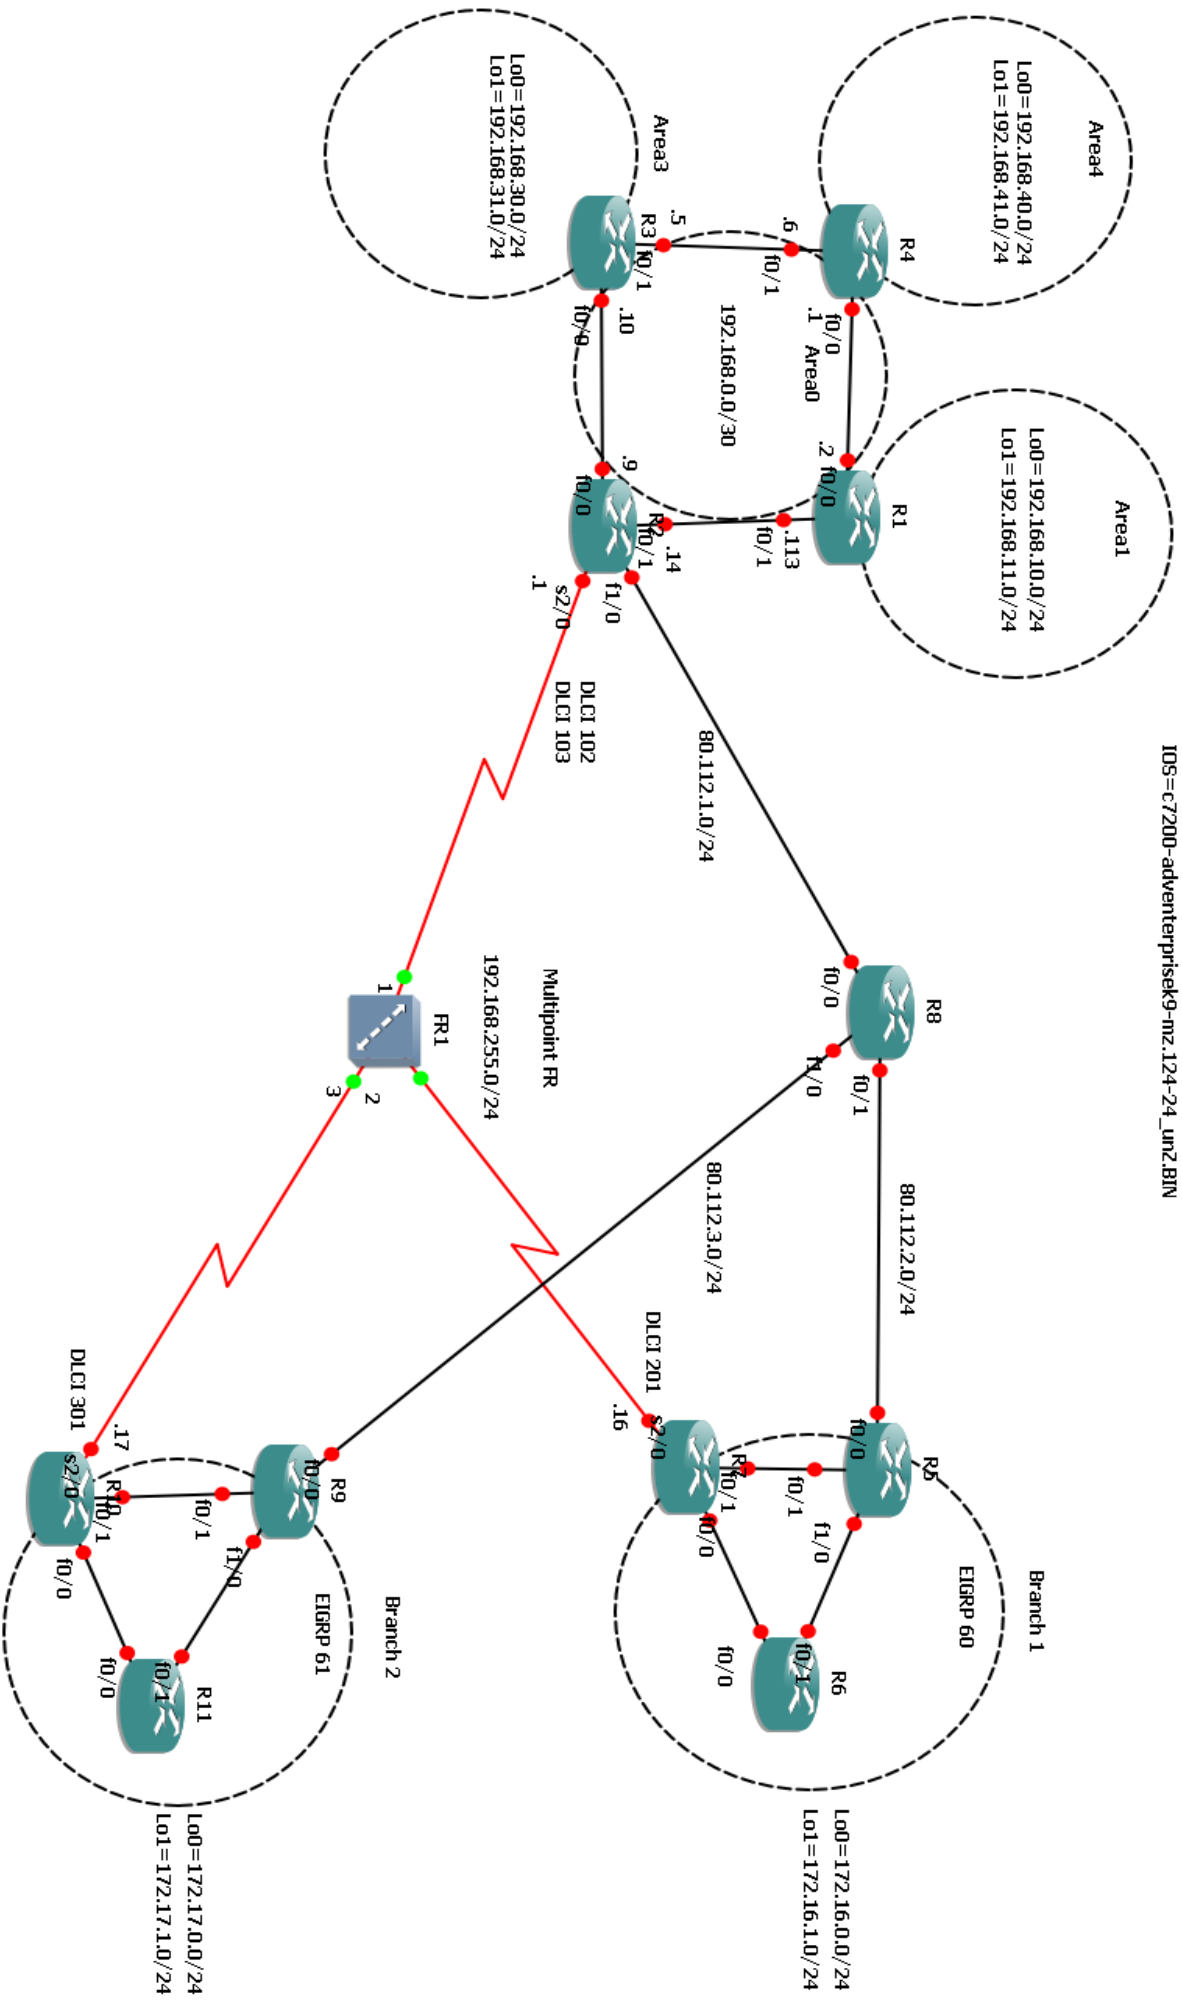 IOS=c7200-adventerprisek9-mz.124-24_unZ.BIN
Area4
Lo0=192.168.40.0/24
Lo1=192.168.41.0/24
Area1
Lo0=192.168.10.0/24
Lo1=192.168.11.0/24
R4
f0/0
.1
.6
f0/1
R1
.2
f0/0
.113
f0/1
Area0
192.168.0.0/30
Area3
Lo0=192.168.30.0/24
Lo1=192.168.31.0/24
R3
.5
f0/1
.10
f0/0
.9
f0/0
R2
f0/1
.14
f1/0
s2/0
.1
DLCI 102
DLCI 103
80.112.1.0/24
R8
f0/0
f0/1
f1/0
80.112.2.0/24
80.112.3.0/24
Multipoint FR
192.168.255.0/24
FR1
1
2
3
Branch 1
EIGRP 60
R5
f0/0
f0/1
f1/0
DLCI 201
.16
s2/0
R7
f0/1
f0/0
R6
f0/1
f0/0
Lo0=172.16.0.0/24
Lo1=172.16.1.0/24
Branch 2
EIGRP 61
R9
f0/0
f0/1
f1/0
DLCI 301
.17
s2/0
R10
f0/1
f0/0
R11
f0/1
f0/0
Lo0=172.17.0.0/24
Lo1=172.17.1.0/24